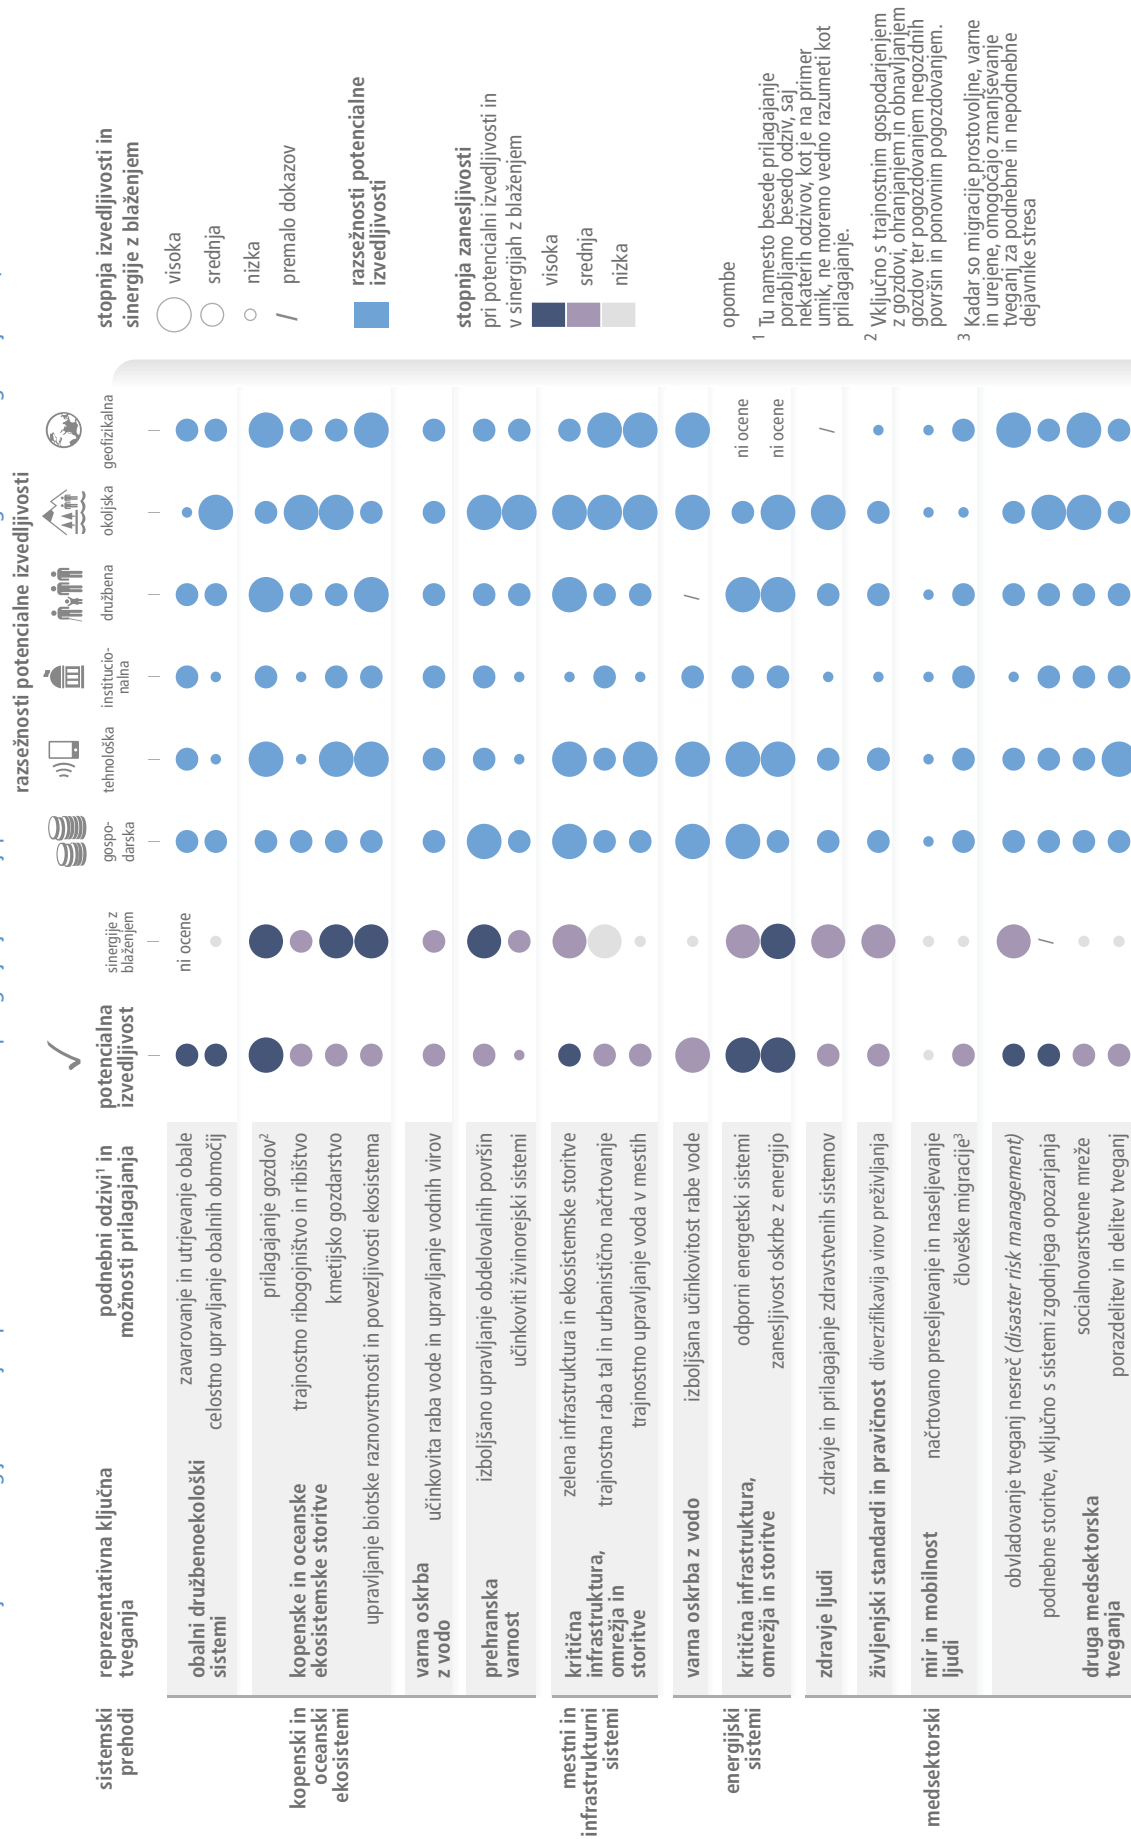 razsežnosti potencialne izvedljivosti
sistemski
prehodi
reprezentativna ključna
tveganja
podnebni odzivi¹ in
možnosti prilagajanja
potencialna
izvedljivost
sinergije z
blaženjem
gospo-
darska
tehnološka
institucio-
nalna
družbena
okoljska
geofizikalna
kopenski in
oceanski
ekosistemi
obalni družbenoekološki
sistemi
zavarovanje in utrjevanje obale
ni ocene
celostno upravljanje obalnih območij
kopenske in oceanske
ekosistemske storitve
prilagajanje gozdov²
trajnostno ribogojništvo in ribištvo
kmetijsko gozdarstvo
upravljanje biotske raznovrstnosti in povezljivosti ekosistema
varna oskrba
z vodo
učinkovita raba vode in upravljanje vodnih virov
prehranska
varnost
izboljšano upravljanje obdelovalnih površin
učinkoviti živinorejski sistemi
mestni in
infrastrukturni
sistemi
kritična
infrastruktura,
omrežja in
storitve
zelena infrastruktura in ekosistemske storitve
trajnostna raba tal in urbanistično načrtovanje
trajnostno upravljanje voda v mestih
varna oskrba z vodo
izboljšana učinkovitost rabe vode
/
energijski
sistemi
kritična infrastruktura,
omrežja in storitve
odporni energetski sistemi
ni ocene
zanesljivost oskrbe z energijo
ni ocene
medsektorski
zdravje ljudi
zdravje in prilagajanje zdravstvenih sistemov
/
življenjski standardi in pravičnost
diverzifikavija virov preživljanja
mir in mobilnost
ljudi
načrtovano preseljevanje in naseljevanje
človeške migracije³
druga medsektorska
tveganja
obvladovanje tveganj nesreč (disaster risk management)
podnebne storitve, vključno s sistemi zgodnjega opozarjanja
/
socialnovarstvene mreže
porazdelitev in delitev tveganj
stopnja izvedljivosti in
sinergije z blaženjem
visoka
srednja
nizka
/ premalo dokazov
razsežnosti potencialne
izvedljivosti
stopnja zanesljivosti
pri potencialni izvedljivosti in
v sinergijah z blaženjem
visoka
srednja
nizka
opombe
¹ Tu namesto besede prilagajanje
porabljamo besedo odziv, saj
nekaterih odzivov, kot je na primer
umik, ne moremo vedno razumeti kot
prilagajanje.
² Vključno s trajnostnim gospodarjenjem
z gozdovi, ohranjanjem in obnavljanjem
gozdov ter pogozdovanjem negozdnih
površin in ponovnim pogozdovanjem.
³ Kadar so migracije prostovoljne, varne
in urejene, omogočajo zmanjševanje
tveganj za podnebne in nepodnebne
dejavnike stresa